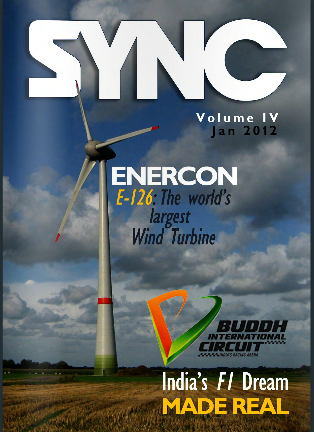 SYNC
Volume IV
Jan 2012
ENERCON
E-126: The world's
largest
Wind Turbine
BUDDH
INTERNATIONAL
CIRCUIT
India's F1 Dream
MADE REAL